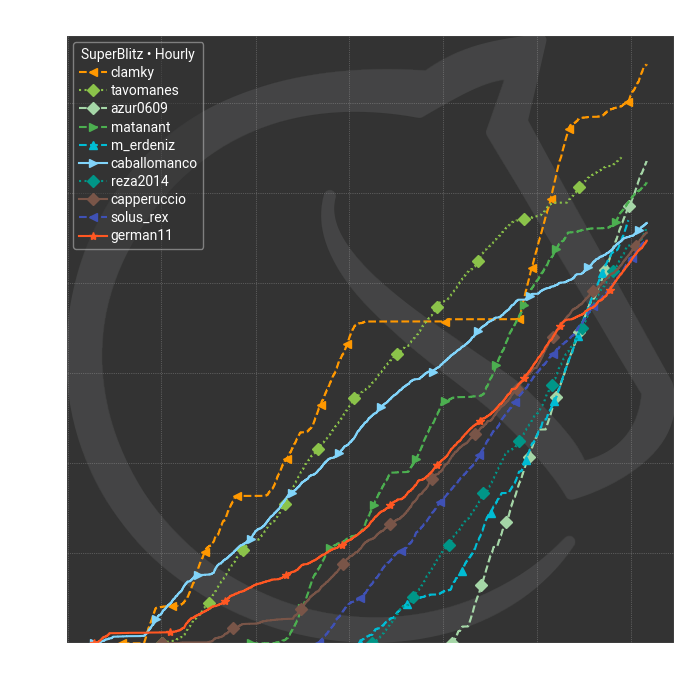 SuperBlitz • Hourly
clamky
tavomanes
azur0609
matanant
m_erdeniz
caballomanco
reza2014
capperuccio
solus_rex
german11